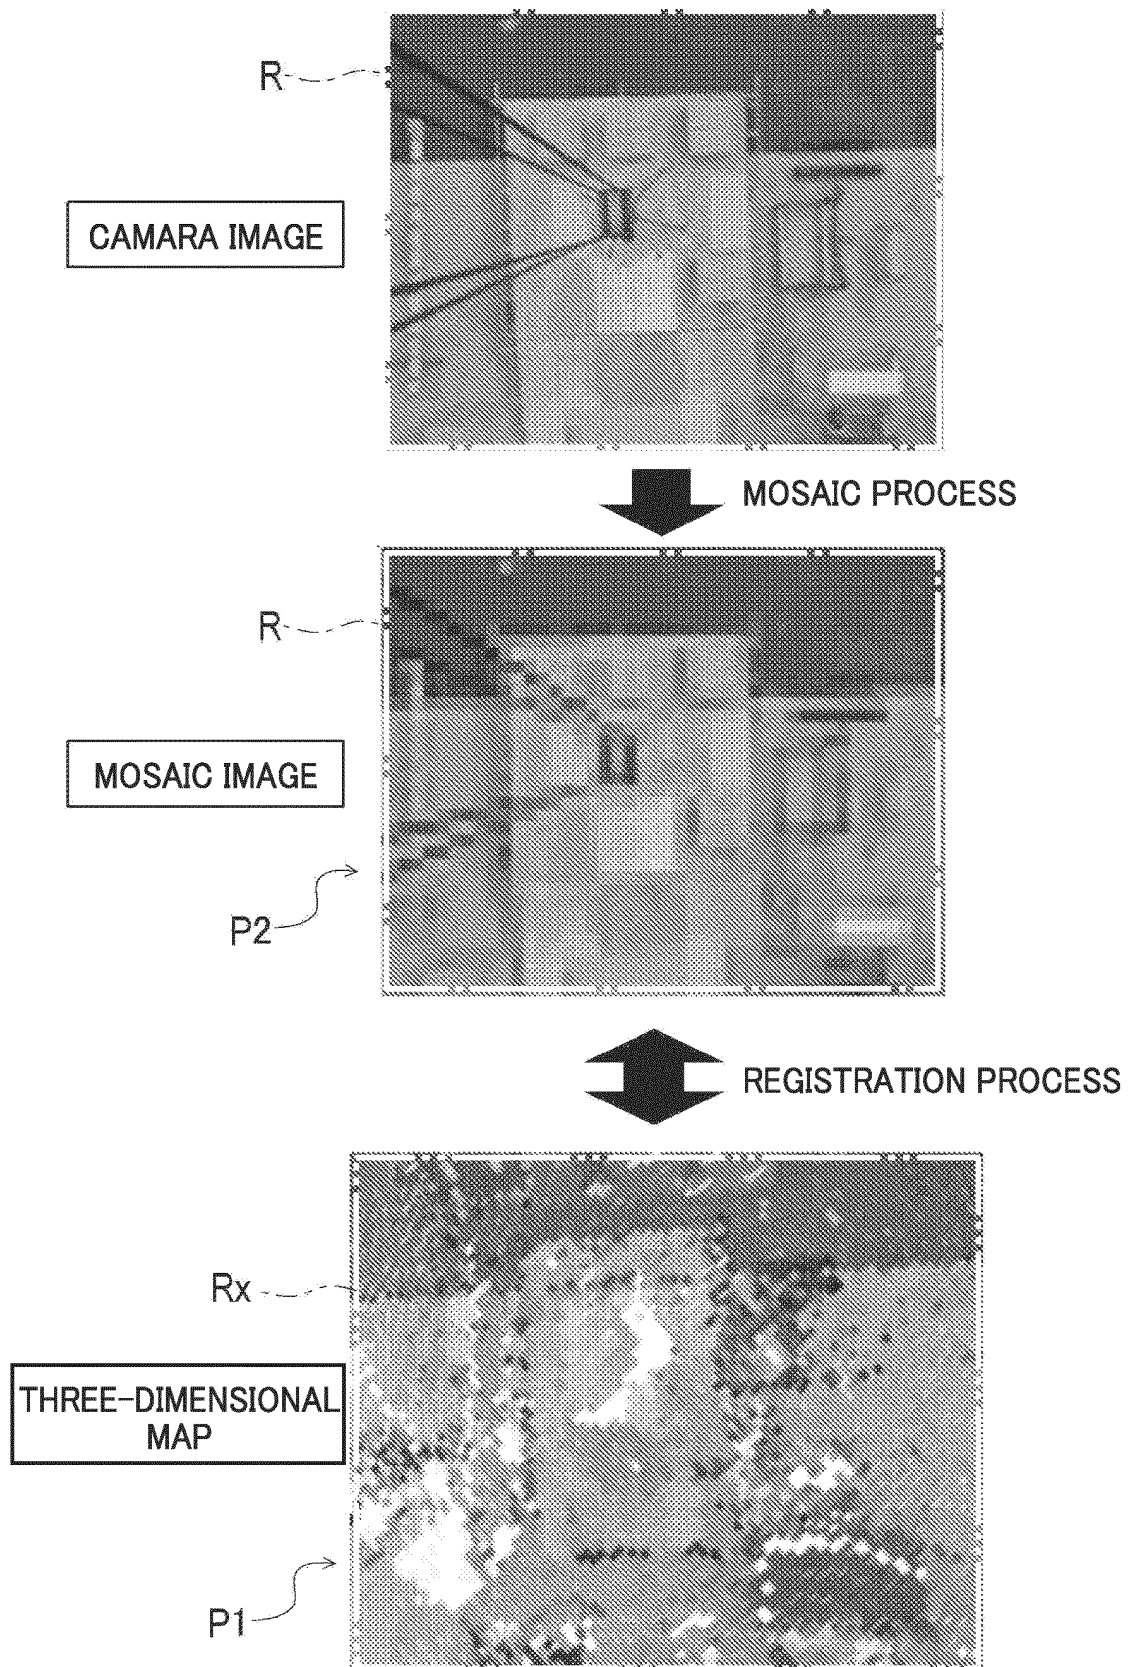 R
CAMARA IMAGE
MOSAIC PROCESS
R
MOSAIC IMAGE
P2
REGISTRATION PROCESS
Rx
THREE-DIMENSIONAL
MAP
P1